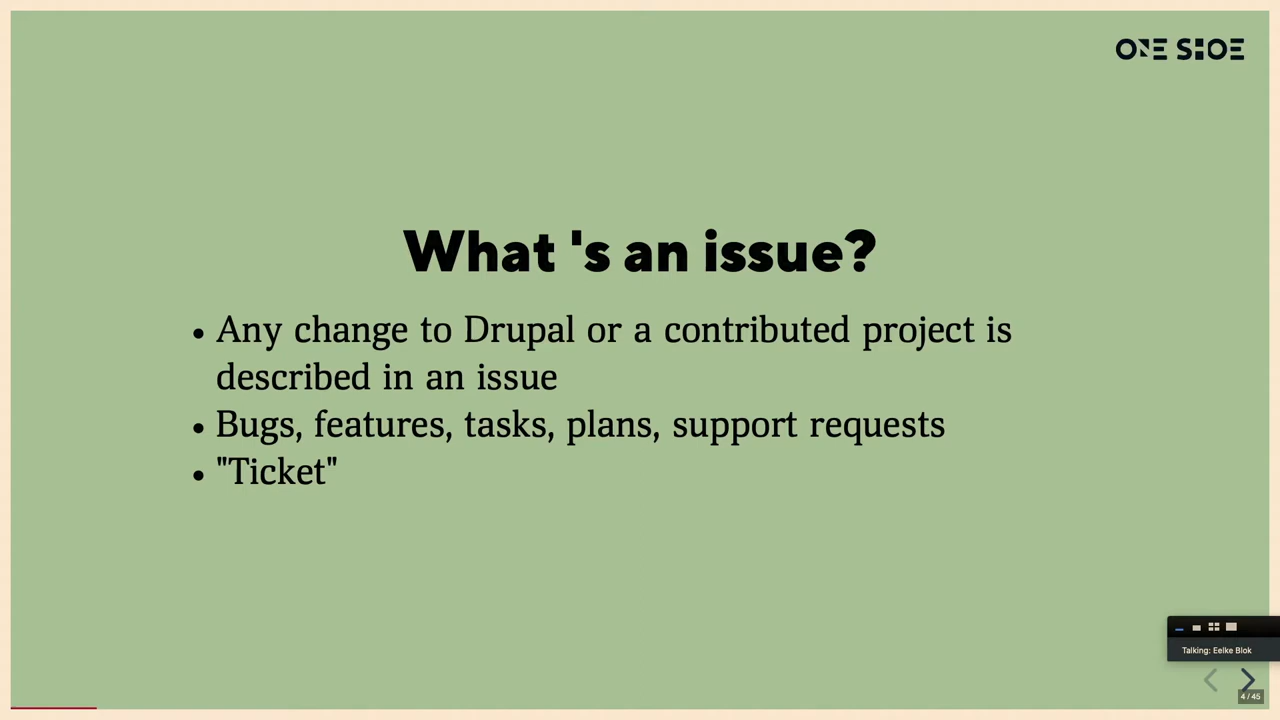 ONE SHOE
What 's an issue?
• Any change to Drupal or a contributed project is
described in an issue
• Bugs, features, tasks, plans, support requests
• "Ticket"
Talking: Eelke Blok
4 / 45